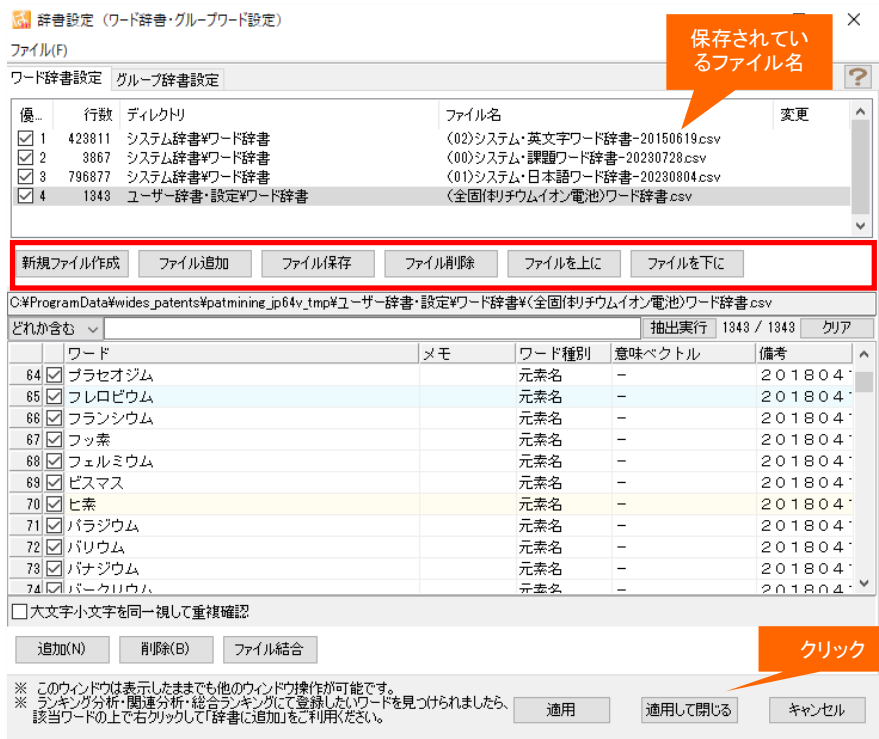 辞書設定（ワード辞書・グループワード設定）
保存されてい
るファイル名
ファイル(F)
ワード辞書設定 グループ辞書設定
優... 行数 ディレクトリ ファイル名 変更
1 423811 システム辞書¥ワード辞書 (02)システム・英文字ワード辞書-20150619.csv
2 3867 システム辞書¥ワード辞書 (00)システム・課題ワード辞書-20230728.csv
3 796877 システム辞書¥ワード辞書 (01)システム・日本語ワード辞書-20230804.csv
4 1343 ユーザー辞書・設定¥ワード辞書 (全固体リチウムイオン電池)ワード辞書.csv
新規ファイル作成 ファイル追加 ファイル保存 ファイル削除 ファイルを上に ファイルを下に
C:¥ProgramData¥wides_patents¥patmining_jp64v_tmp¥ユーザー辞書・設定¥ワード辞書¥(全固体リチウムイオン電池)ワード辞書.csv
どれか含む 抽出実行 1343 / 1343 クリア
ワード メモ ワード種別 意味ベクトル 備考
64 プラセオジム 元素名 − ２０１８０４
65 フレロビウム 元素名 − ２０１８０４
66 フランシウム 元素名 − ２０１８０４
67 フッ素 元素名 − ２０１８０４
68 フェルミウム 元素名 − ２０１８０４
69 ビスマス 元素名 − ２０１８０４
70 ヒ素 元素名 − ２０１８０４
71 パラジウム 元素名 − ２０１８０４
72 バリウム 元素名 − ２０１８０４
73 バナジウム 元素名 − ２０１８０４
74 バークリウム 元素名 − ２０１８０４
大文字小文字を同一視して重複確認
追加(N) 削除(B) ファイル結合
クリック
※ このウィンドウは表示したままでも他のウィンドウ操作が可能です。
※ ランキング分析・関連分析・総合ランキングにて登録したいワードを見つけられましたら、
該当ワードの上で右クリックして「辞書に追加」をご利用ください。
適用 適用して閉じる キャンセル